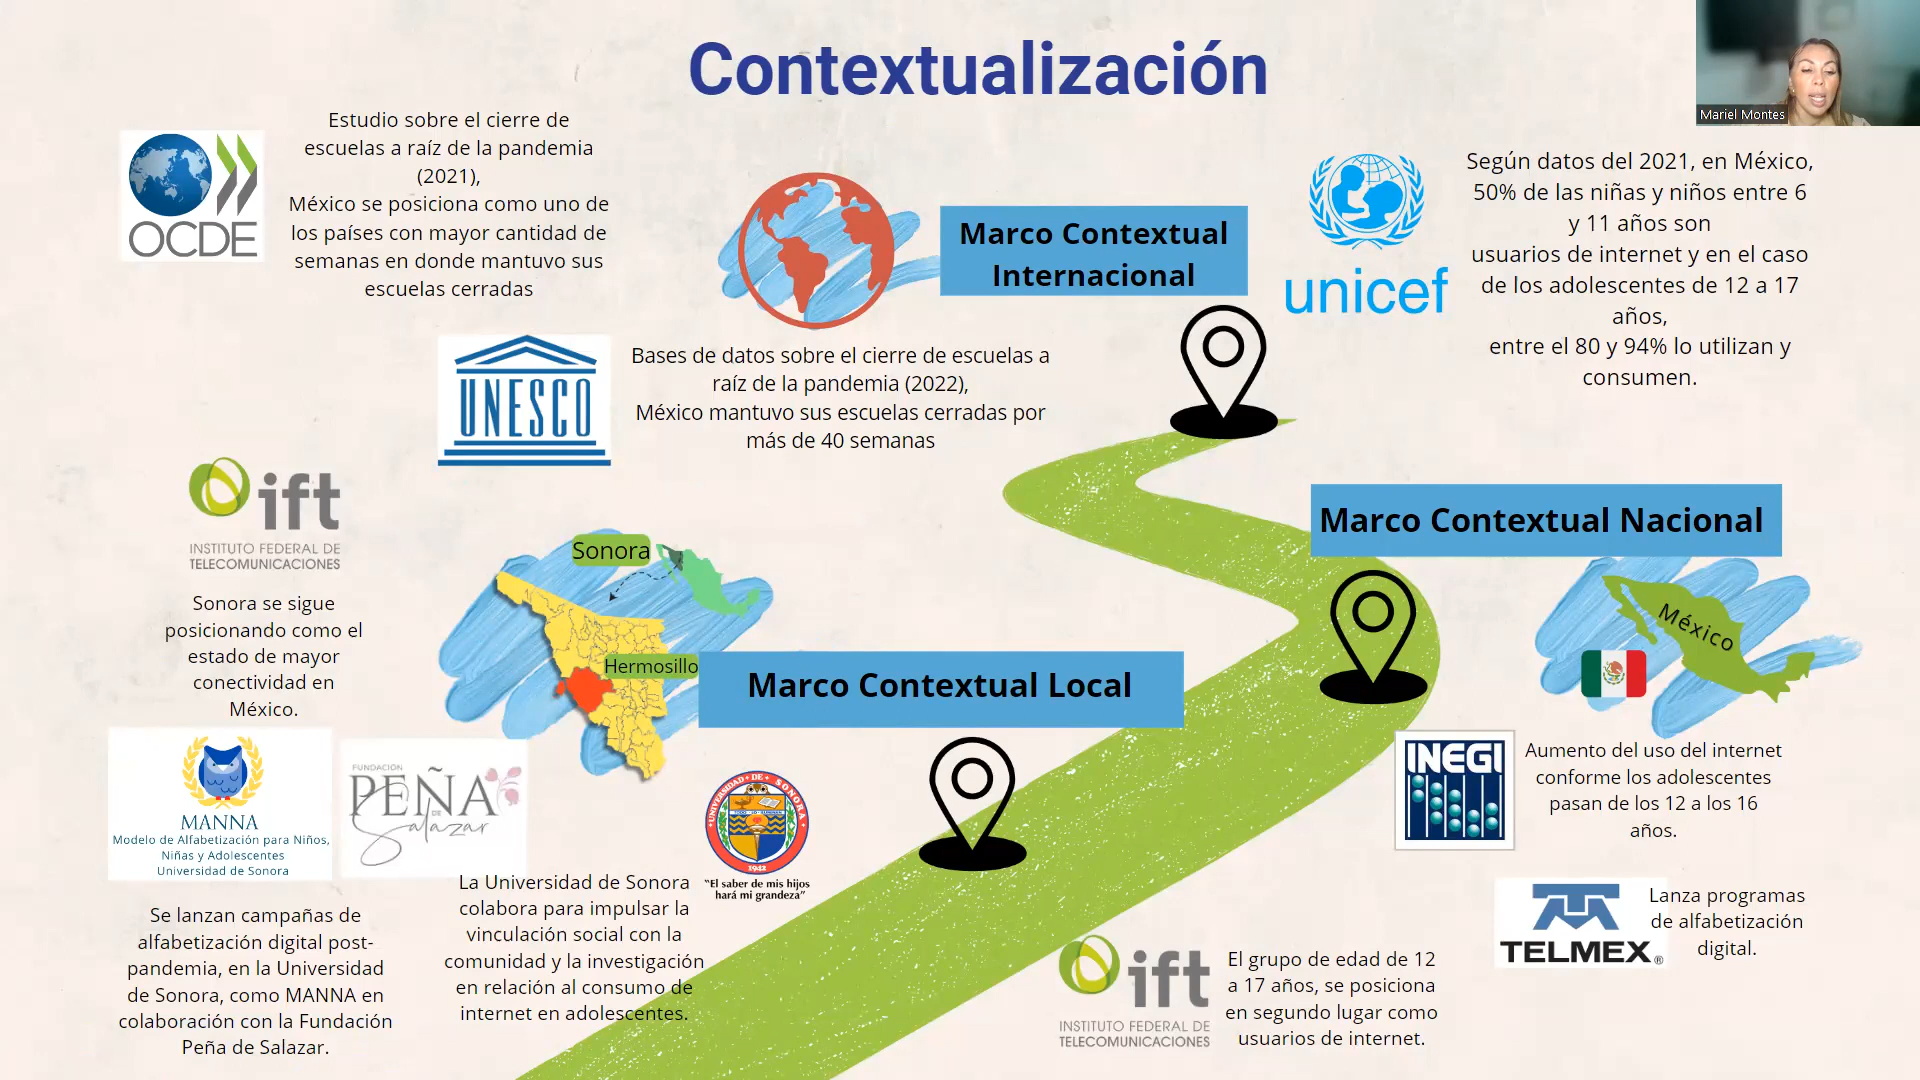 Contextualización
Mariel Montes
OCDE
Estudio sobre el cierre de
escuelas a raíz de la pandemia
(2021),
México se posiciona como uno de
los países con mayor cantidad de
semanas en donde mantuvo sus
escuelas cerradas
Marco Contextual
Internacional
unicef
Según datos del 2021, en México,
50% de las niñas y niños entre 6
y 11 años son
usuarios de internet y en el caso
de los adolescentes de 12 a 17
años,
entre el 80 y 94% lo utilizan y
consumen.
UNESCO
Bases de datos sobre el cierre de escuelas a
raíz de la pandemia (2022),
México mantuvo sus escuelas cerradas por
más de 40 semanas
Marco Contextual Nacional
México
INEGI
Aumento del uso del internet
conforme los adolescentes
pasan de los 12 a los 16
años.
TELMEX®
Lanza programas
de alfabetización
digital.
ift
INSTITUTO FEDERAL DE
TELECOMUNICACIONES
El grupo de edad de 12
a 17 años, se posiciona
en segundo lugar como
usuarios de internet.
Marco Contextual Local
Sonora
Hermosillo
ift
INSTITUTO FEDERAL DE
TELECOMUNICACIONES
Sonora se sigue
posicionando como el
estado de mayor
conectividad en
México.
MANNA
Modelo de Alfabetización para Niños,
Niñas y Adolescentes
Universidad de Sonora
FUNDACIÓN
PEÑA
DE
Salazar
Se lanzan campañas de
alfabetización digital post-
pandemia, en la Universidad
de Sonora, como MANNA en
colaboración con la Fundación
Peña de Salazar.
UNIVERSIDAD • DE • SONORA
1942
"El saber de mis hijos
hará mi grandeza"
La Universidad de Sonora
colabora para impulsar la
vinculación social con la
comunidad y la investigación
en relación al consumo de
internet en adolescentes.